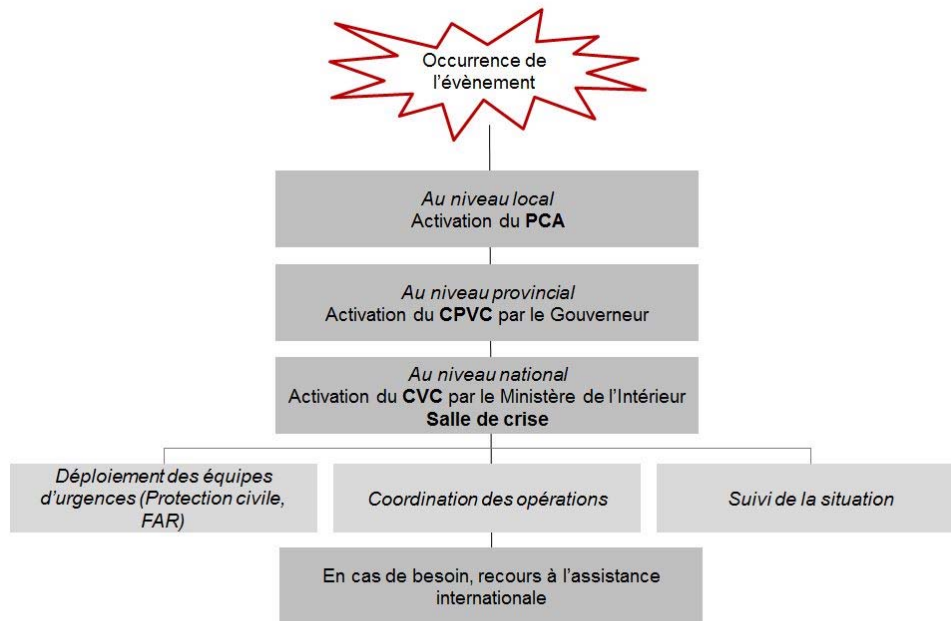 Occurrence de
l'évènement
Au niveau local
Activation du PCA
Au niveau provincial
Activation du CPVC par le Gouverneur
Au niveau national
Activation du CVC par le Ministère de l'Intérieur
Salle de crise
Déploiement des équipes
d'urgences (Protection civile,
FAR)
Coordination des opérations
Suivi de la situation
En cas de besoin, recours à l'assistance
internationale